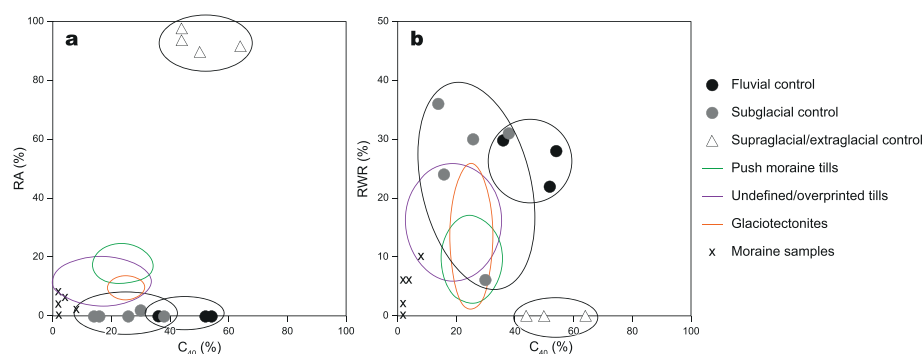 a
100
80
60
40
20
0
RA (%)
0
20
40
60
80
100
C40 (%)
b
50
40
30
20
10
0
RWR (%)
0
20
40
60
80
100
C40 (%)
Fluvial control
Subglacial control
Supraglacial/extraglacial control
Push moraine tills
Undefined/overprinted tills
Glaciotectonites
x Moraine samples